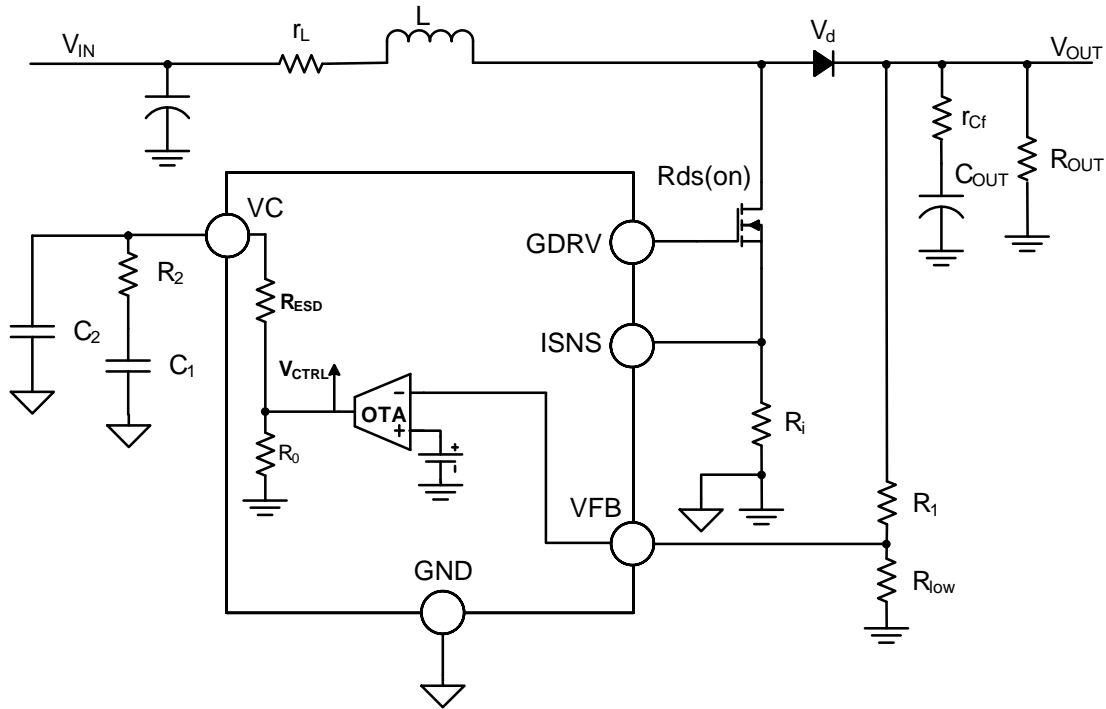 L
r_L
V_IN
V_d
V_OUT
r_Cf
C_OUT
R_OUT
Rds(on)
VC
GDRV
R_2
R_ESD
C_2
ISNS
C_1
V_CTRL
-
OTA
+
+
-
R_0
R_i
VFB
R_1
GND
R_low